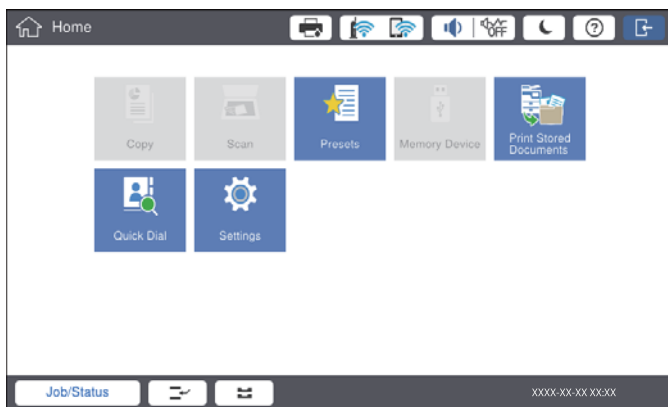 Home
OFF
?
Copy
Scan
Presets
Memory Device
Print Stored
Documents
Quick Dial
Settings
Job/Status
XXXX-XX-XX XX:XX